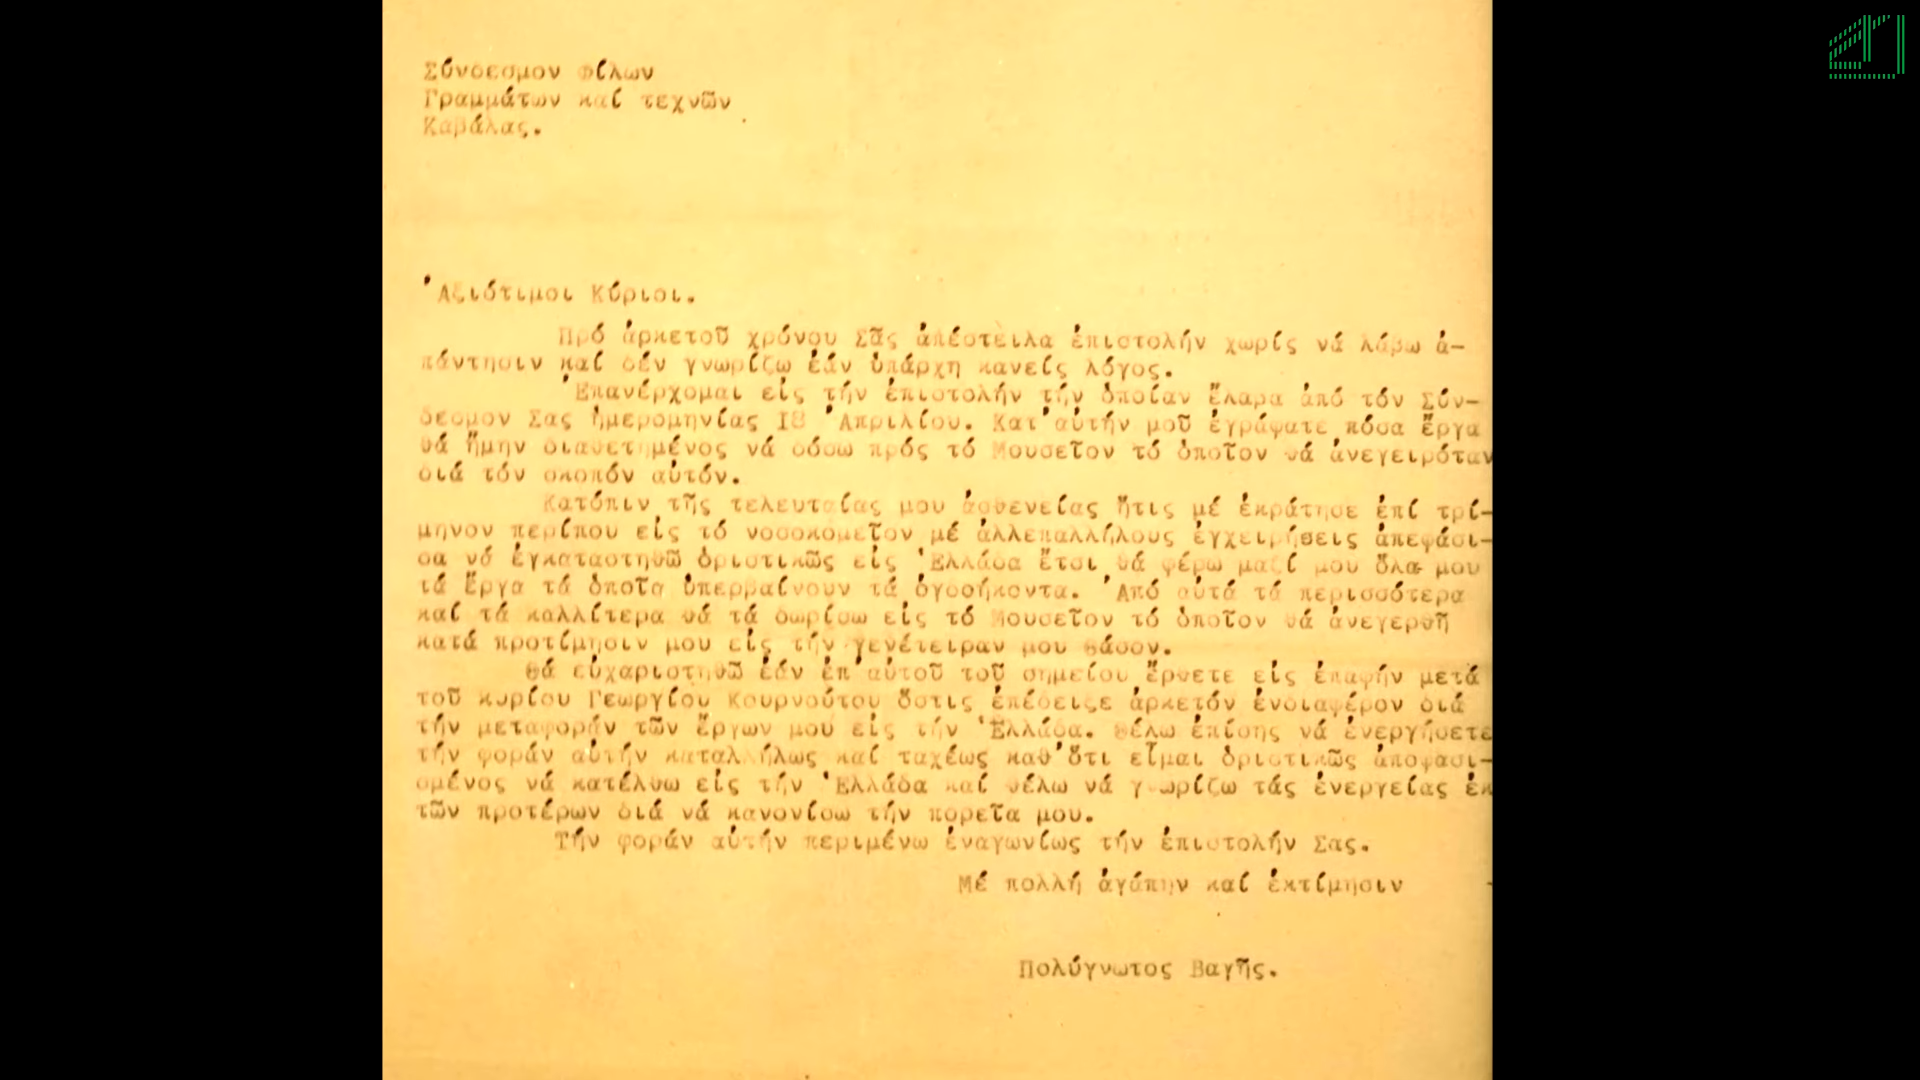 Σύνδεσμον Φίλων
Γραμμάτων καί τεχνῶν
Καβάλας.
Ἀξιότιμοι Κύριοι.
Πρό ἀρκετοῦ χρόνου Σᾶς ἀπέστειλα ἐπιστολήν χωρίς νά λάβω ἀ-
πάντησιν καί δέν γνωρίζω ἐάν ὑπάρχη κανείς λόγος.
Ἐπανέρχομαι εἰς τήν ἐπιστολήν τήν ὁποίαν ἔλαβα ἀπό τόν Σύν-
δεσμον Σας ἡμερομηνίας I8 Ἀπριλίου. Κατ'αὐτήν μοῦ ἐγράψατε πόσα ἔργα
θά ἤμην διαθετημένος νά δόσω πρός τό Μουσεῖον τό ὁποῖον θά ἀνεγειρόταν
διά τόν σκοπόν αὐτόν.
Κατόπιν τῆς τελευταίας μου ἀσθενείας ἥτις μέ ἐκράτησε ἐπί τρί-
μηνον περίπου εἰς τό νοσοκομεῖον μέ ἀλλεπαλλήλους ἐγχειρήσεις ἀπεφάσι-
σα νά ἐγκαταστηθῶ ὁριστικῶς εἰς Ἑλλάδα ἔτσι θά φέρω μαζί μου ὅλα μου
τά ἔργα τά ὁποῖα ὑπερβαίνουν τά ὀγδοήκοντα. Ἀπό αὐτά τά περισσότερα
καί τά καλλίτερα θά τά δωρίσω εἰς τό Μουσεῖον τό ὁποῖον θά ἀνεγερθῆ
κατά προτίμησιν μου εἰς τήν γενέτειραν μου Θάσον.
Θά εὐχαριστηθῶ ἐάν ἐπ'αὐτοῦ τοῦ σημείου ἔρθετε εἰς ἐπαφήν μετά
τοῦ κυρίου Γεωργίου Κουρνούτου ὅστις ἐπέδειξε ἀρκετόν ἐνδιαφέρον διά
τήν μεταφοράν τῶν ἔργων μου εἰς τήν Ἑλλάδα. Θέλω ἐπίσης νά ἐνεργήσετε
τήν φοράν αὐτήν καταλλήλως καί ταχέως καθ'ὅτι εἶμαι ὁριστικῶς ἀποφασι-
σμένος νά κατέλθω εἰς τήν Ἑλλάδα καί θέλω νά γνωρίζω τάς ἐνεργείας ἐκ
τῶν προτέρων διά νά κανονίσω τήν πορεῖα μου.
Τήν φοράν αὐτήν περιμένω ἐναγωνίως τήν ἐπιστολήν Σας.
Μέ πολλή ἀγάπην καί ἐκτίμησιν
Πολύγνωτος Βαγῆς.